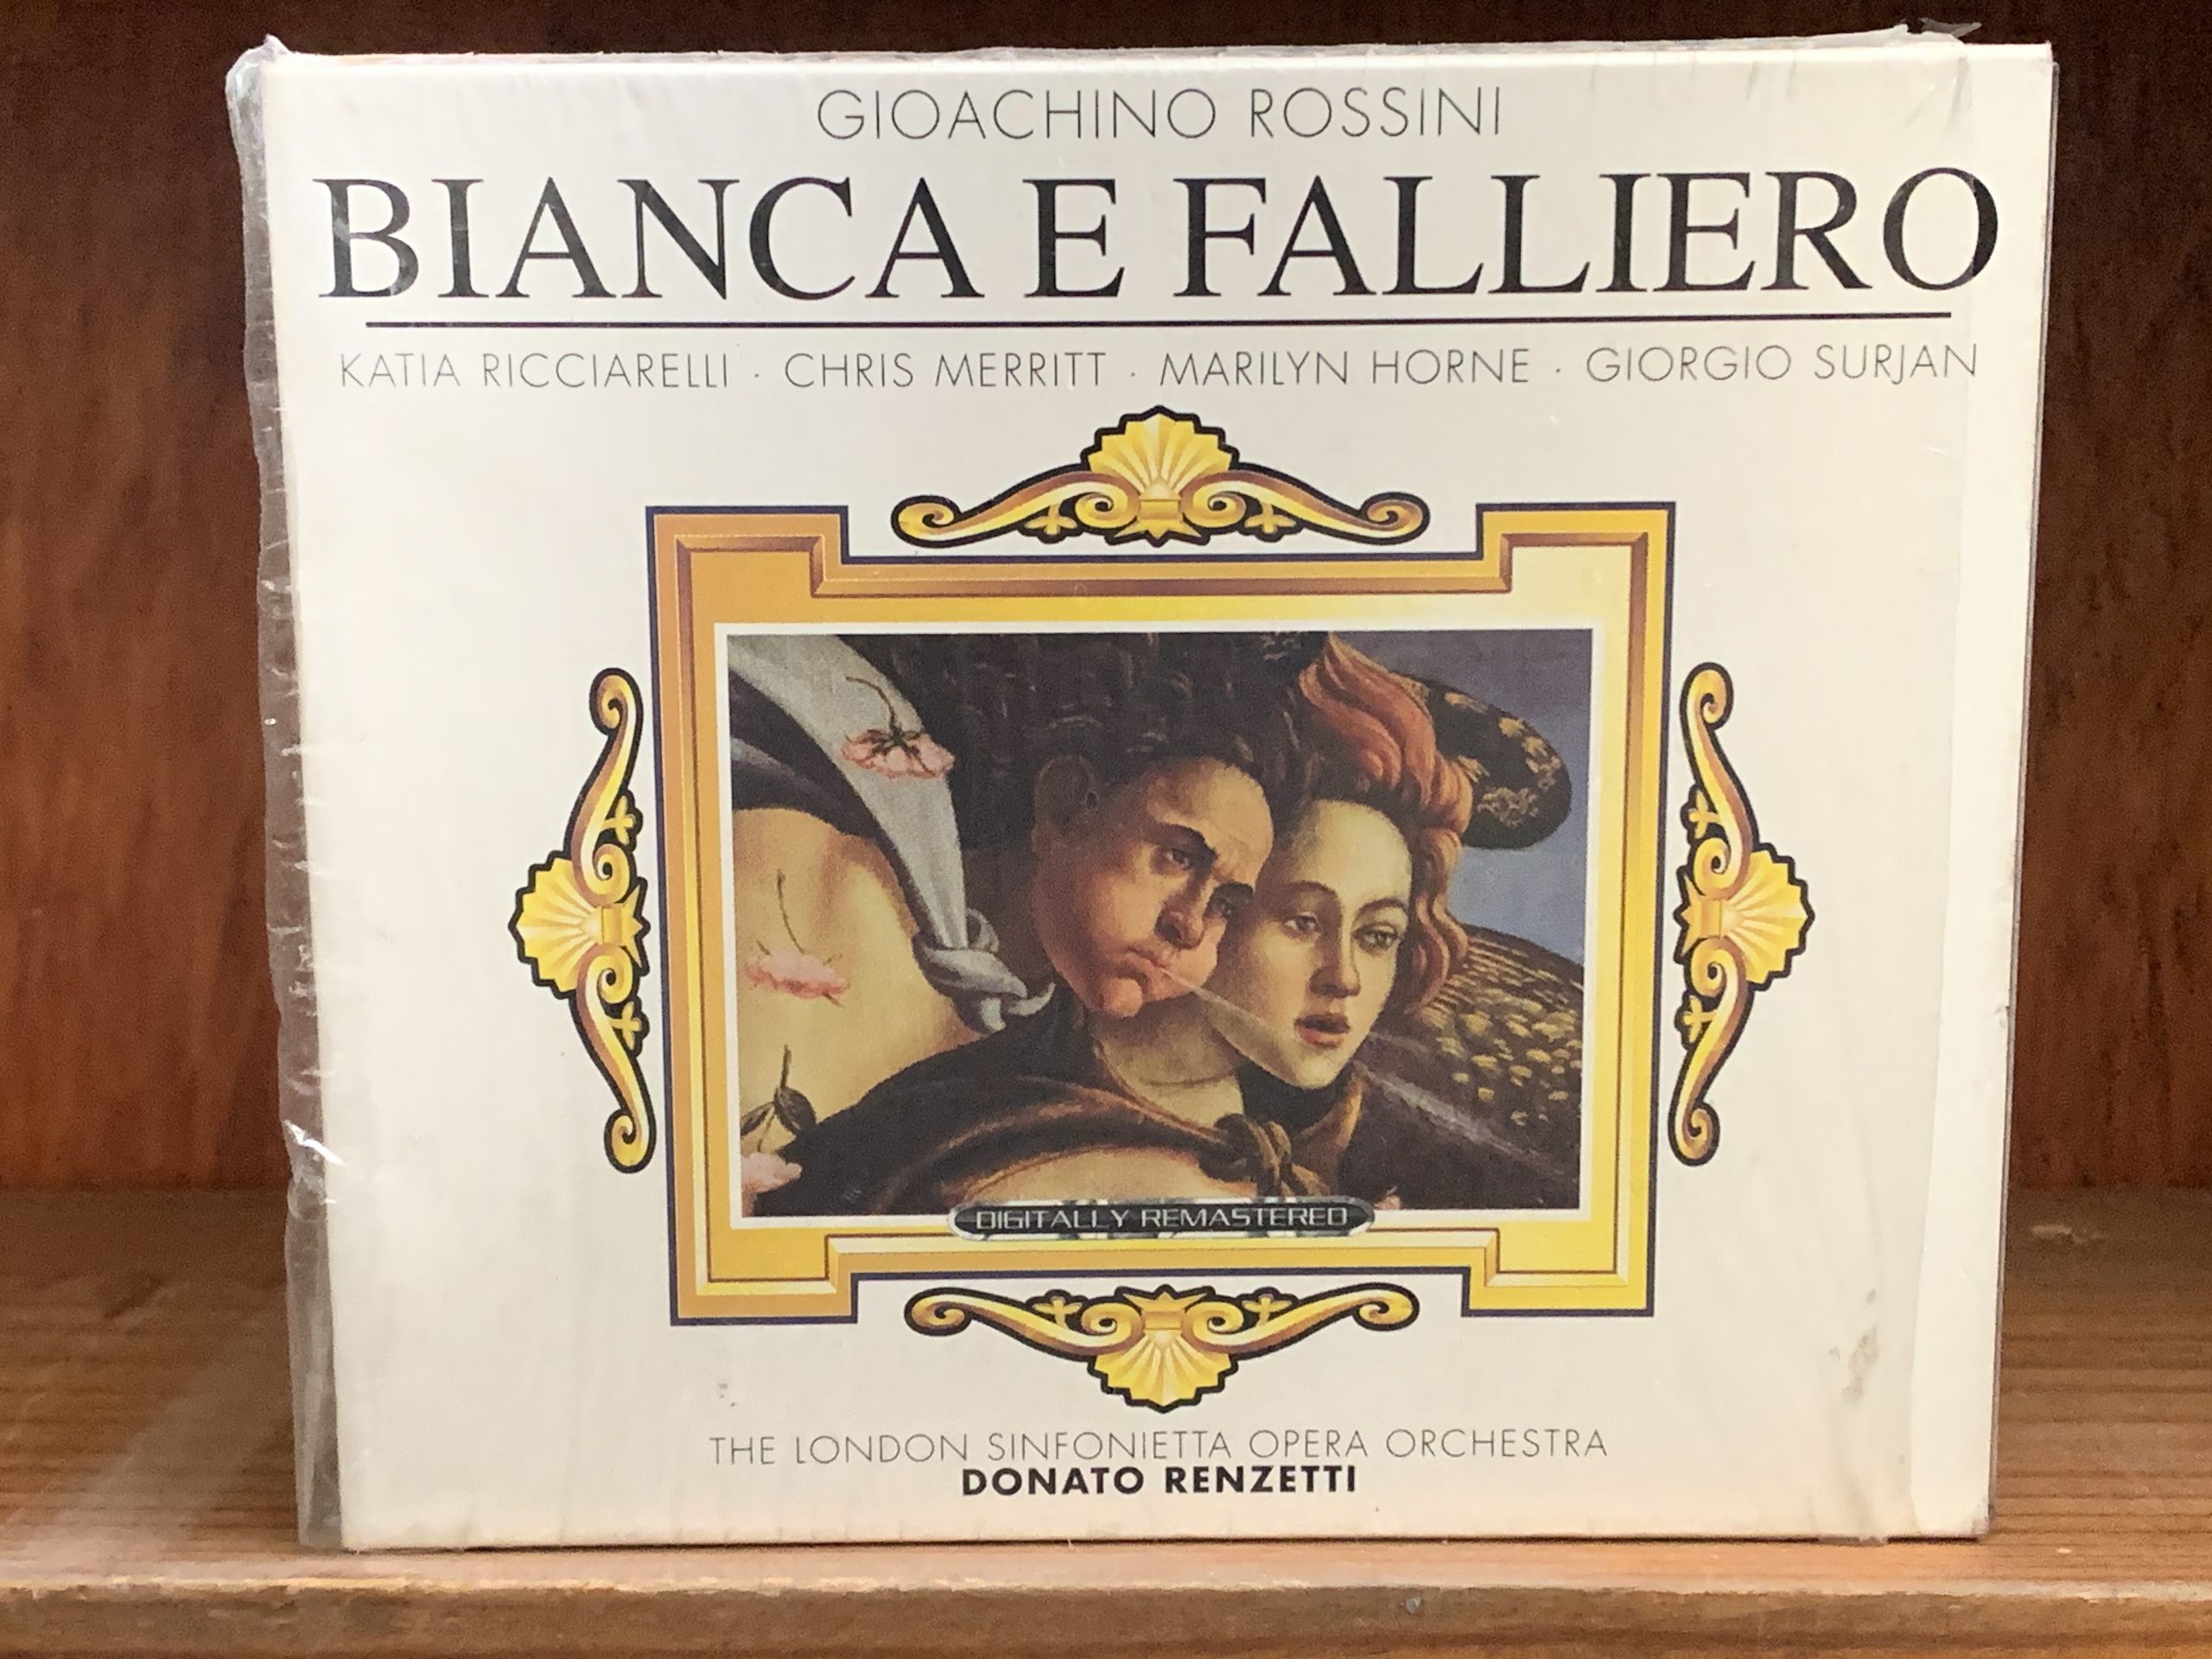 GIOACHINO ROSSINI
BIANCA E FALLIERO
KATIA RICCIARELLI · CHRIS MERRITT · MARILYN HORNE · GIORGIO SURJAN
DIGITALLY REMASTERED
THE LONDON SINFONIETTA OPERA ORCHESTRA
DONATO RENZETTI